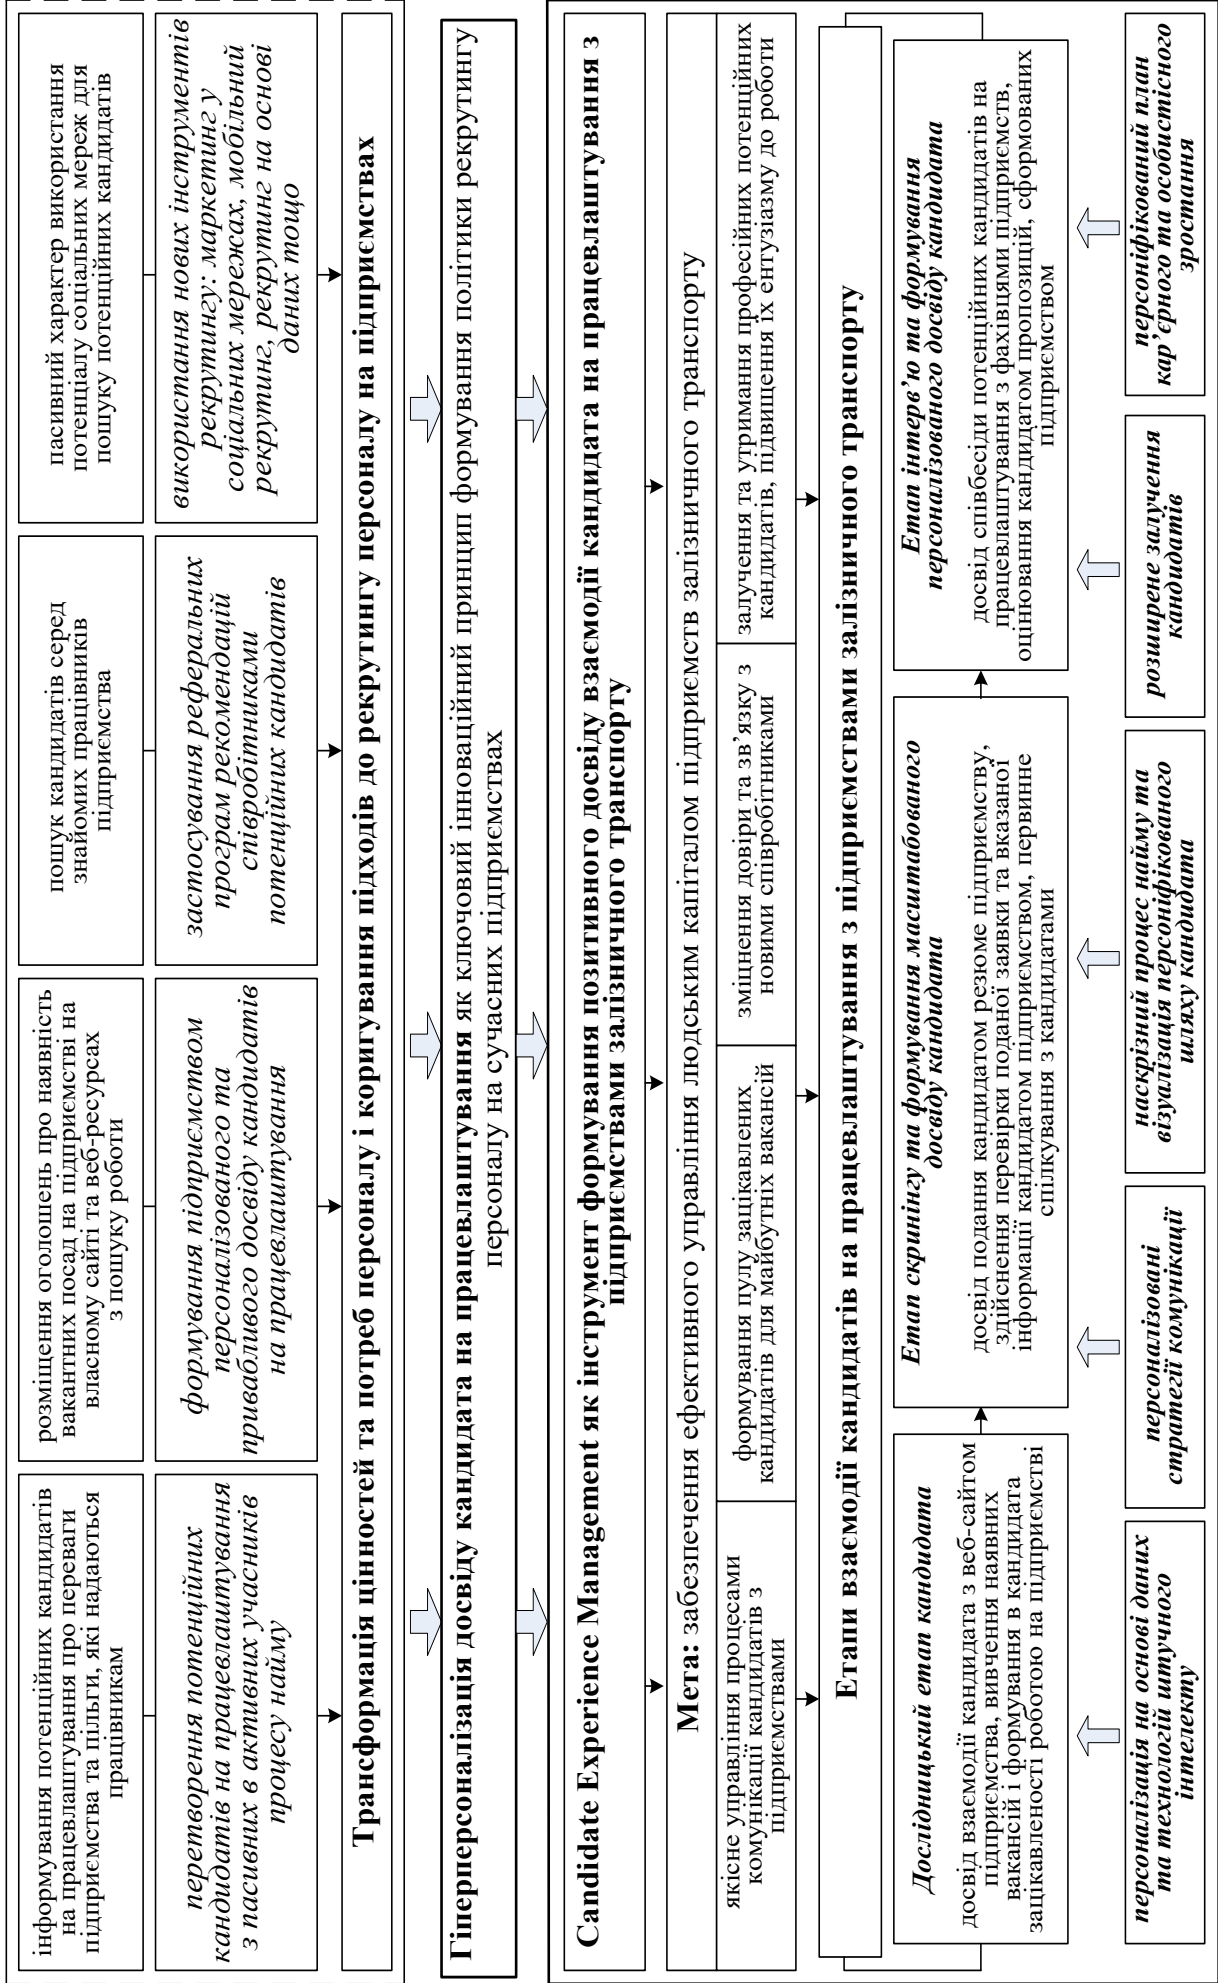 інформування потенційних кандидатів
на працевлаштування про переваги
підприємства та пільги, які надаються
працівникам
розміщення оголошень про наявність
вакантних посад на підприємстві на
власному сайті та веб-ресурсах
з пошуку роботи
пошук кандидатів серед
знайомих працівників
підприємства
пасивний характер використання
потенціалу соціальних мереж для
пошуку потенційних кандидатів
перетворення потенційних
кандидатів на працевлаштування
з пасивних в активних учасників
процесу найму
формування підприємством
персоналізованого та
привабливого досвіду кандидатів
на працевлаштування
застосування реферальних
програм рекомендацій
співробітниками
потенційних кандидатів
використання нових інструментів
рекрутингу: маркетинг у
соціальних мережах, мобільний
рекрутинг, рекрутинг на основі
даних тощо
Трансформація цінностей та потреб персоналу і коригування підходів до рекрутингу персоналу на підприємствах
Гіперперсоналізація досвіду кандидата на працевлаштування як ключовий інноваційний принцип формування політики рекрутингу
персоналу на сучасних підприємствах
Candidate Experience Management як інструмент формування позитивного досвіду взаємодії кандидата на працевлаштування з
підприємствами залізничного транспорту
Мета: забезпечення ефективного управління людським капіталом підприємств залізничного транспорту
якісне управління процесами
комунікації кандидатів з
підприємствами
формування пулу зацікавлених
кандидатів для майбутніх вакансій
зміцнення довіри та зв’язку з
новими співробітниками
залучення та утримання професійних потенційних
кандидатів, підвищення їх ентузіазму до роботи
Етапи взаємодії кандидатів на працевлаштування з підприємствами залізничного транспорту
Дослідницький етап кандидата
досвід взаємодії кандидата з веб-сайтом
підприємства, вивчення наявних
вакансій і формування в кандидата
зацікавленості роботою на підприємстві
Етап скринінгу та формування масштабованого
досвіду кандидата
досвід подання кандидатом резюме підприємству,
здійснення перевірки поданої заявки та вказаної
інформації кандидатом підприємством, первинне
спілкування з кандидатами
Етап інтерв’ю та формування
персоналізованого досвіду кандидата
досвід співбесіди потенційних кандидатів на
працевлаштування з фахівцями підприємств,
оцінювання кандидатом пропозицій, сформованих
підприємством
персоналізація на основі даних
та технологій штучного
інтелекту
персоналізовані
стратегії комунікації
наскрізний процес найму та
візуалізація персоніфікованого
шляху кандидата
розширене залучення
кандидатів
персоніфікований план
кар’єрного та особистісного
зростання